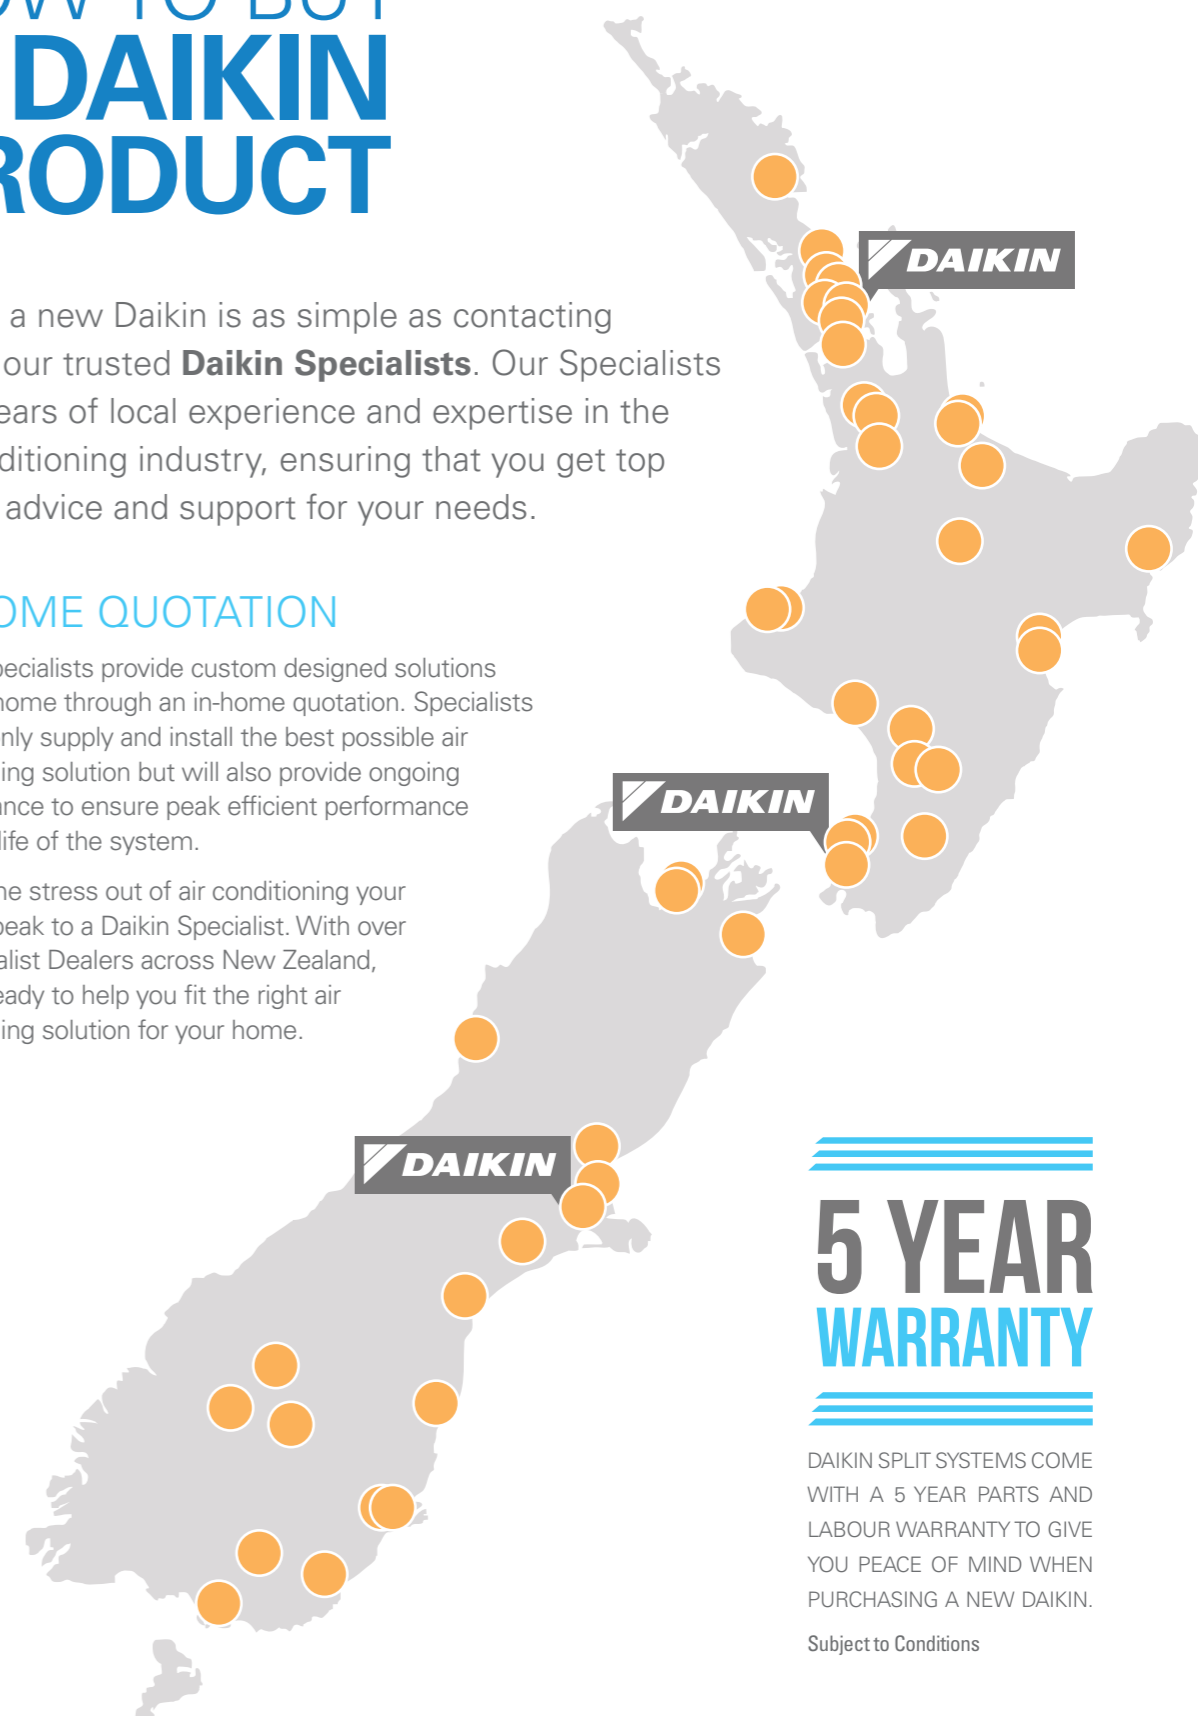 OW TO BUY
DAIKIN
RODUCT
a new Daikin is as simple as contacting
our trusted Daikin Specialists. Our Specialists
ears of local experience and expertise in the
ditioning industry, ensuring that you get top
advice and support for your needs.
OME QUOTATION
pecialists provide custom designed solutions
home through an in-home quotation. Specialists
nly supply and install the best possible air
ing solution but will also provide ongoing
ance to ensure peak efficient performance
life of the system.
he stress out of air conditioning your
peak to a Daikin Specialist. With over
alist Dealers across New Zealand,
eady to help you fit the right air
ing solution for your home.
DAIKIN
DAIKIN
DAIKIN
5 YEAR
WARRANTY
DAIKIN SPLIT SYSTEMS COME
WITH A 5 YEAR PARTS AND
LABOUR WARRANTY TO GIVE
YOU PEACE OF MIND WHEN
PURCHASING A NEW DAIKIN.
Subject to Conditions